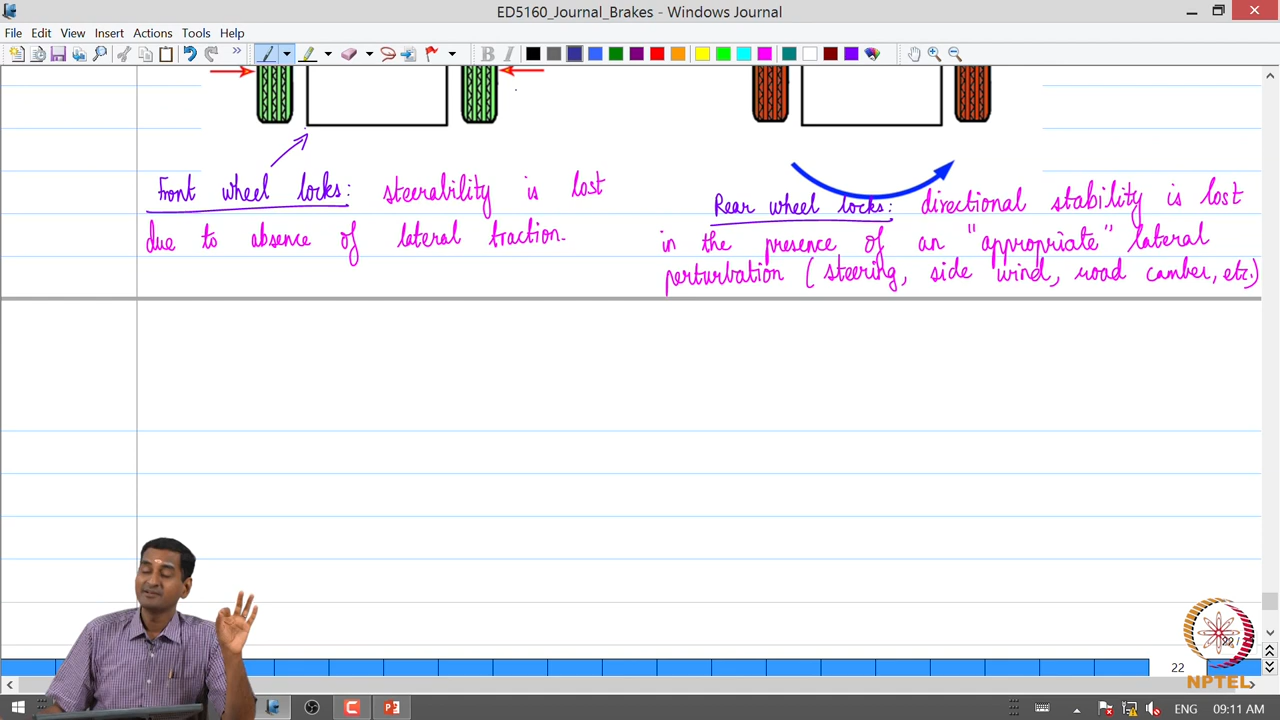 ED5160_Journal_Brakes - Windows Journal
File Edit View Insert Actions Tools Help
Front wheel locks: steerability is lost
due to absence of lateral traction.
Rear wheel locks: directional stability is lost
in the presence of an "appropriate" lateral
perturbation (steering, side wind, road camber, etc.)
22 /
NPTEL
22
ENG 09:11 AM